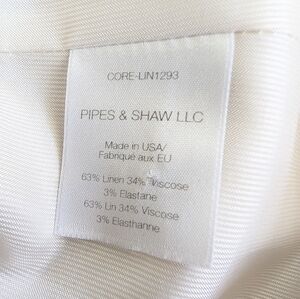 CORE-LIN1293
PIPES & SHAW LLC
Made in USA/
Fabriqué aux EU
63% Linen 34% Viscose
3% Elastane
63% Lin 34% Viscose
3% Elasthanne